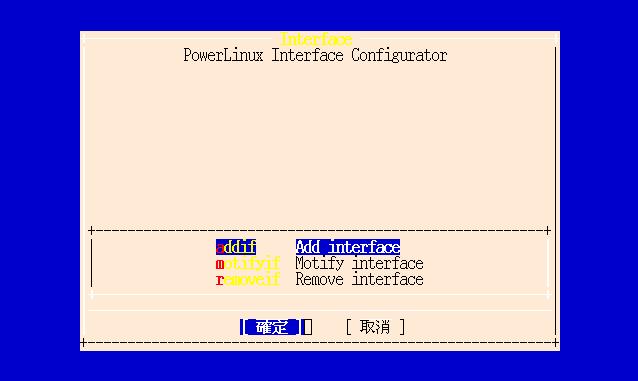 Interface
PowerLinux Interface Configurator
addif Add interface
motifyif Motify interface
removeif Remove interface
[ 確定 ] [ 取消 ]